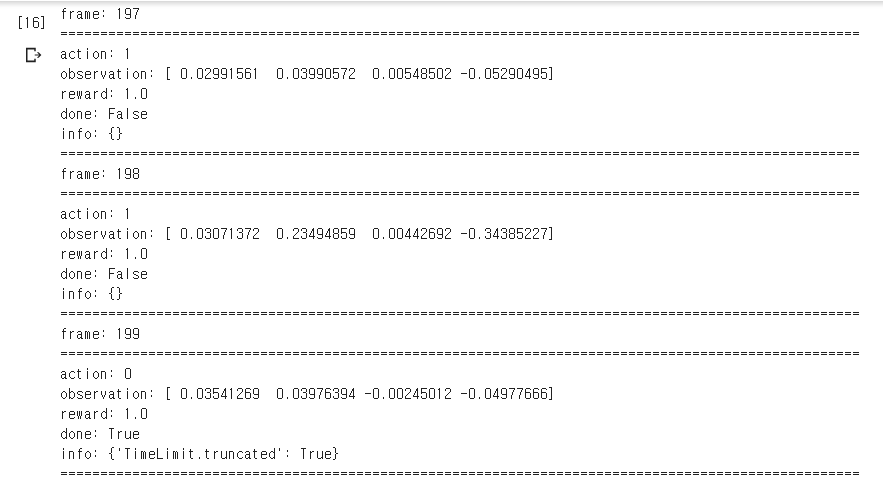 [16]
frame: 197
====================================================================================================
action: 1
observation: [ 0.02991561  0.03990572  0.00548502 -0.05290495]
reward: 1.0
done: False
info: {}
====================================================================================================
frame: 198
====================================================================================================
action: 1
observation: [ 0.03071372  0.23494859  0.00442692 -0.34385227]
reward: 1.0
done: False
info: {}
====================================================================================================
frame: 199
====================================================================================================
action: 0
observation: [ 0.03541269  0.03976394 -0.00245012 -0.04977666]
reward: 1.0
done: True
info: {'TimeLimit.truncated': True}
====================================================================================================